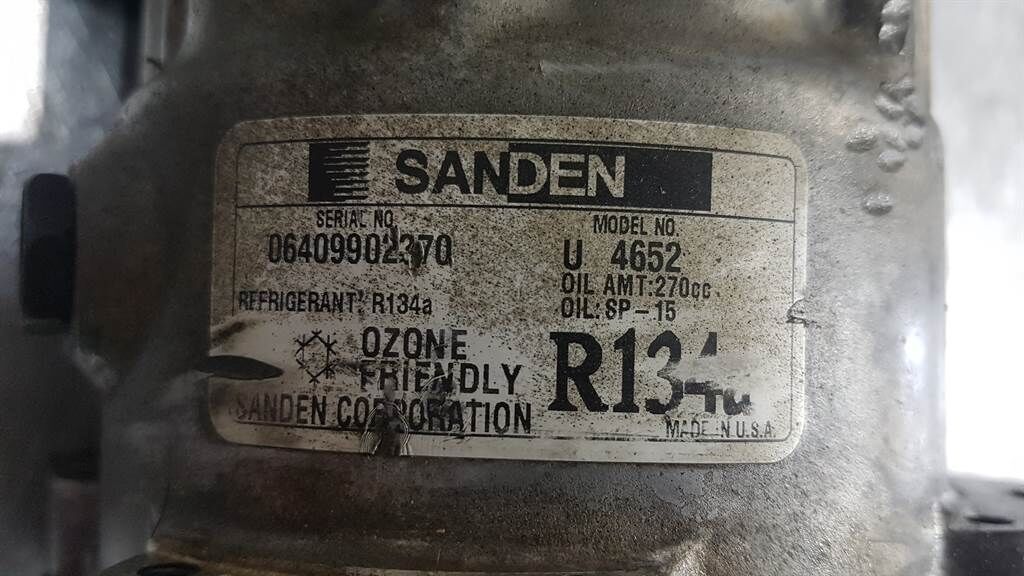 SANDEN
SERIAL NO.
06409902370
MODEL NO.
U 4652
OIL AMT:270cc
REFRIGERANT: R134a
OIL: SP-15
OZONE
FRIENDLY
R134a
SANDEN CORPORATION
MADE IN U.S.A